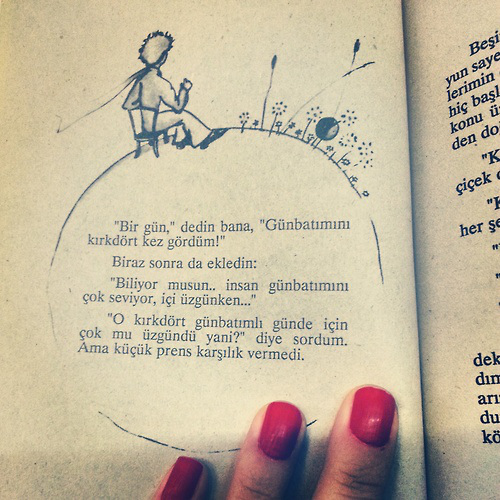 "Bir gün," dedin bana, "Günbatımını
kırkdört kez gördüm!"
Biraz sonra da ekledin:
"Biliyor musun.. insan günbatımını
çok seviyor, içi üzgünken..."
"O kırkdört günbatımlı günde için
çok mu üzgündü yani?" diye sordum.
Ama küçük prens karşılık vermedi.
Beşi
yun saye
lerimin
hiç başl
konu ü
den do
"K
çiçek
"K
her şe
dek
dım
arı
du
kö